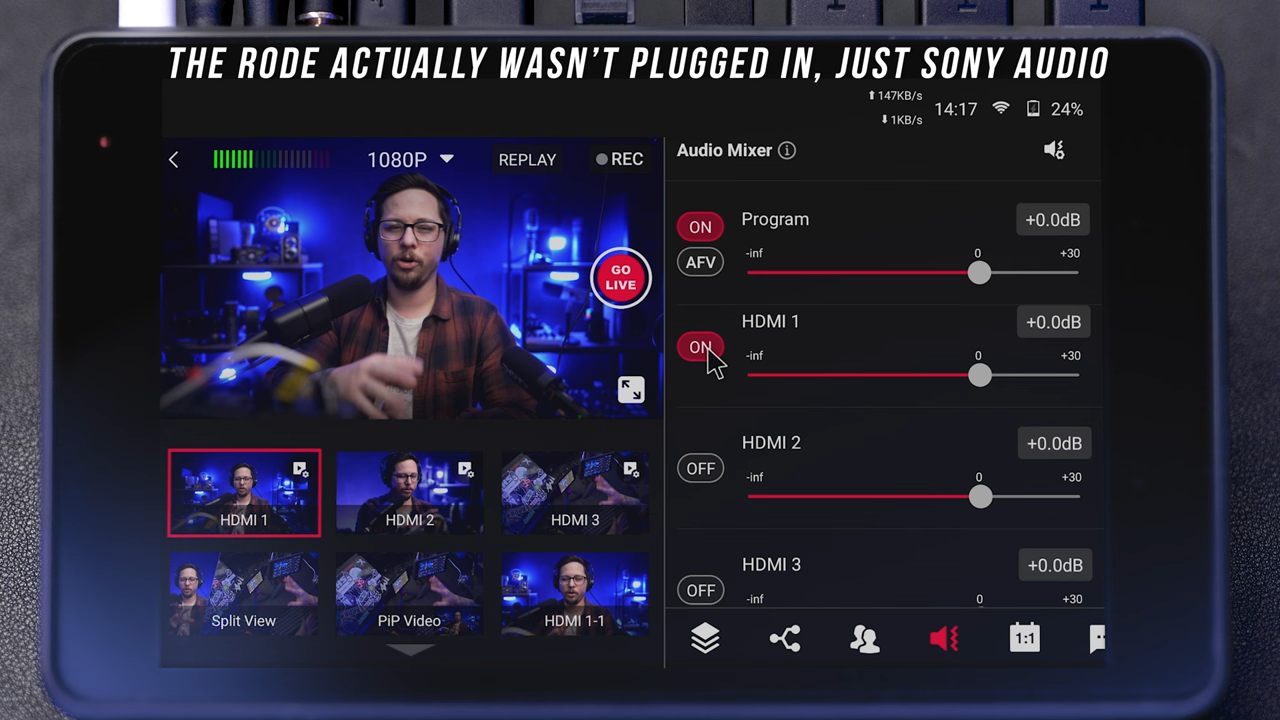 THE RODE ACTUALLY WASN'T PLUGGED IN, JUST SONY AUDIO
147KB/s
1KB/s
14:17
24%
1080P
REPLAY
REC
GO
LIVE
HDMI 1
HDMI 2
HDMI 3
Split View
PiP Video
HDMI 1-1
Audio Mixer
ON
AFV
Program
+0.0dB
-inf
0
+30
ON
HDMI 1
+0.0dB
-inf
0
+30
OFF
HDMI 2
+0.0dB
-inf
0
+30
OFF
HDMI 3
+0.0dB
-inf
0
+30
1:1